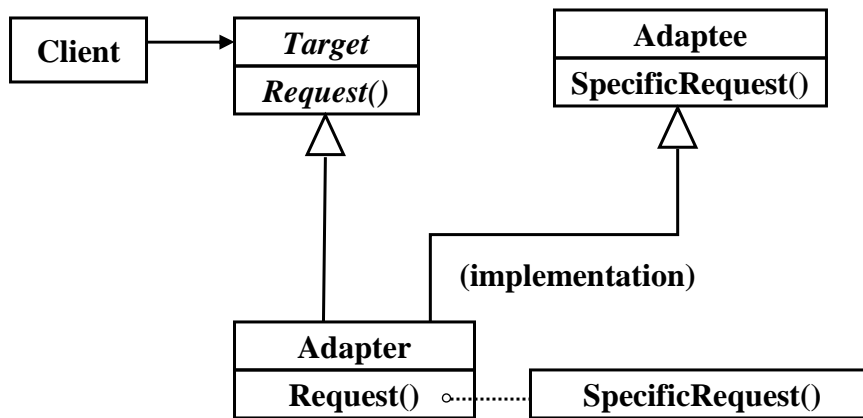 Client
Target
Request()
Adaptee
SpecificRequest()
(implementation)
Adapter
Request()
SpecificRequest()